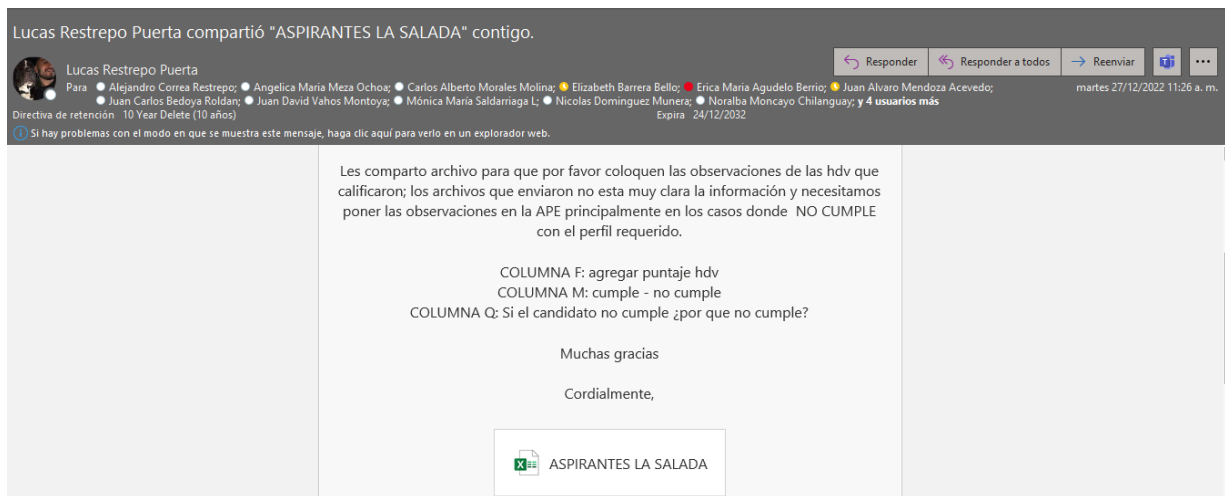 Lucas Restrepo Puerta compartió "ASPIRANTES LA SALADA" contigo.
Lucas Restrepo Puerta
Responder
Responder a todos
Reenviar
Para Alejandro Correa Restrepo; Angelica Maria Meza Ochoa; Carlos Alberto Morales Molina; Elizabeth Barrera Bello; Erica Maria Agudelo Berrio; Juan Alvaro Mendoza Acevedo;
martes 27/12/2022 11:26 a. m.
Juan Carlos Bedoya Roldan; Juan David Vahos Montoya; Mónica María Saldarriaga L; Nicolas Dominguez Munera; Noralba Moncayo Chilanguay; y 4 usuarios más
Directiva de retención 10 Year Delete (10 años)
Expira 24/12/2032
Si hay problemas con el modo en que se muestra este mensaje, haga clic aquí para verlo en un explorador web.
Les comparto archivo para que por favor coloquen las observaciones de las hdv que
calificaron; los archivos que enviaron no esta muy clara la información y necesitamos
poner las observaciones en la APE principalmente en los casos donde NO CUMPLE
con el perfil requerido.
COLUMNA F: agregar puntaje hdv
COLUMNA M: cumple - no cumple
COLUMNA Q: Si el candidato no cumple ¿por que no cumple?
Muchas gracias
Cordialmente,
ASPIRANTES LA SALADA